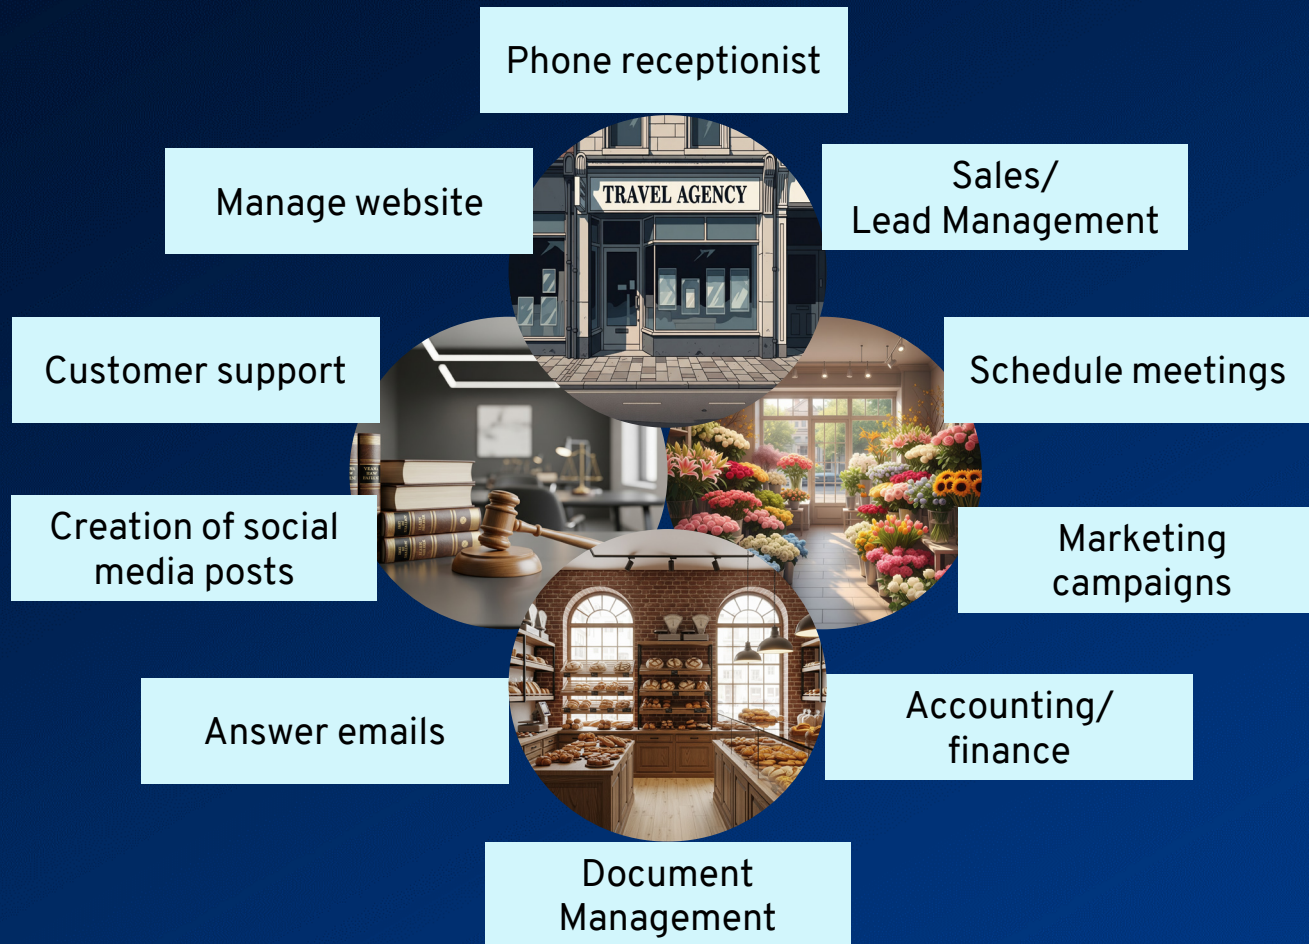 Phone receptionist
Manage website
Sales/
Lead Management
TRAVEL AGENCY
Customer support
Schedule meetings
Creation of social
media posts
Marketing
campaigns
Answer emails
Accounting/
finance
Document
Management